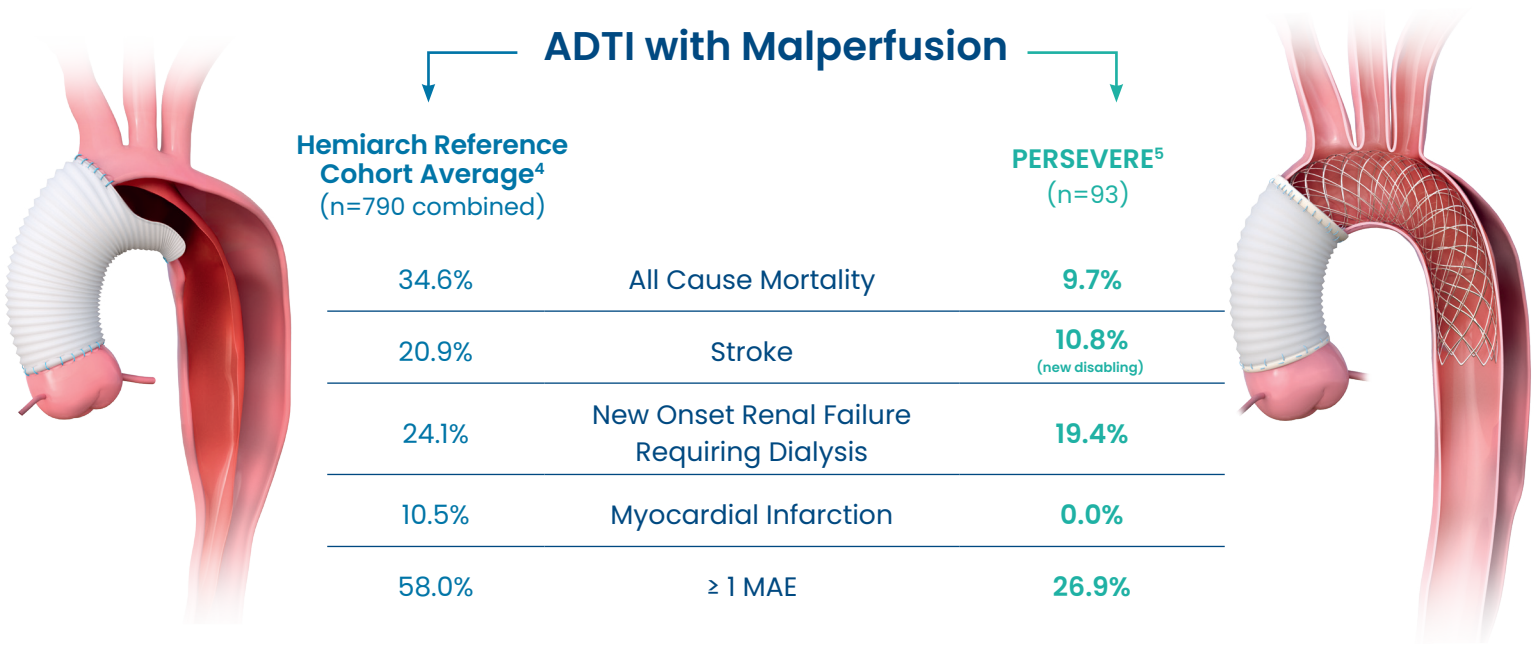 ADTI with Malperfusion
Hemiarch Reference
Cohort Average⁴
(n=790 combined)
PERSEVERE⁵
(n=93)
34.6% All Cause Mortality 9.7%
20.9% Stroke 10.8%
(new disabling)
24.1% New Onset Renal Failure
Requiring Dialysis 19.4%
10.5% Myocardial Infarction 0.0%
58.0% ≥ 1 MAE 26.9%